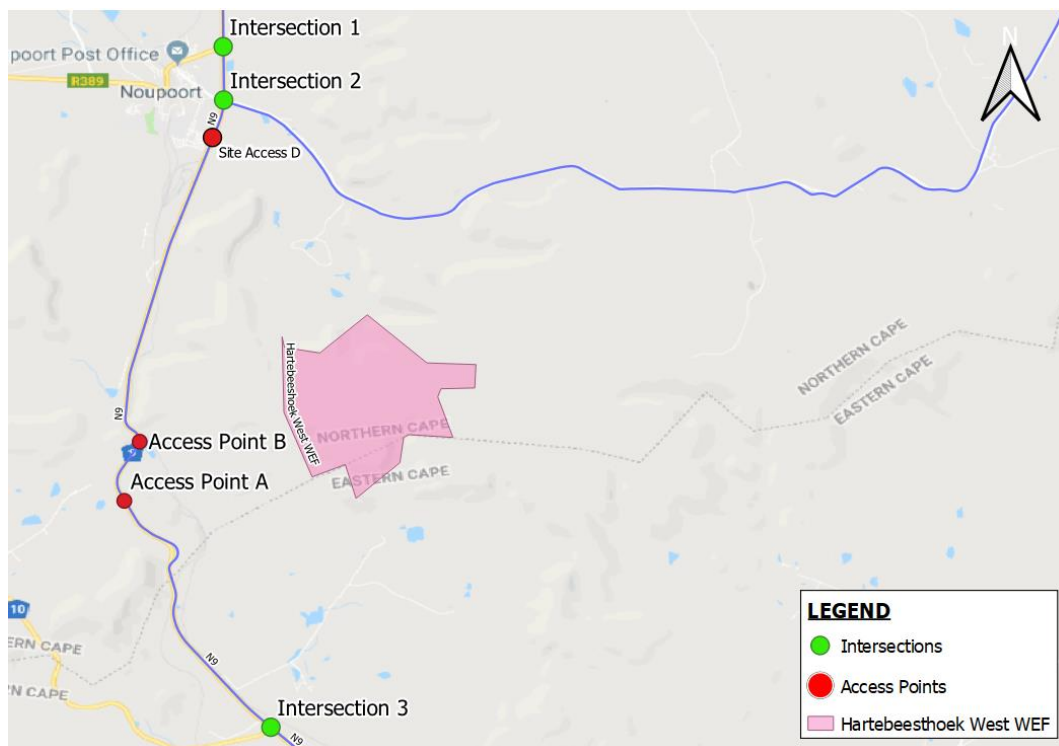 Intersection 1
poort Post Office
R389
Noupoort
Intersection 2
N9
Site Access D
N
NORTHERN CAPE
EASTERN CAPE
Hartebeeshoek West WEF
N9
Access Point B
NORTHERN CAPE
EASTERN CAPE
Access Point A
10
ERN CAPE
N CAPE
N9
Intersection 3
N9
LEGEND
Intersections
Access Points
Hartebeesthoek West WEF